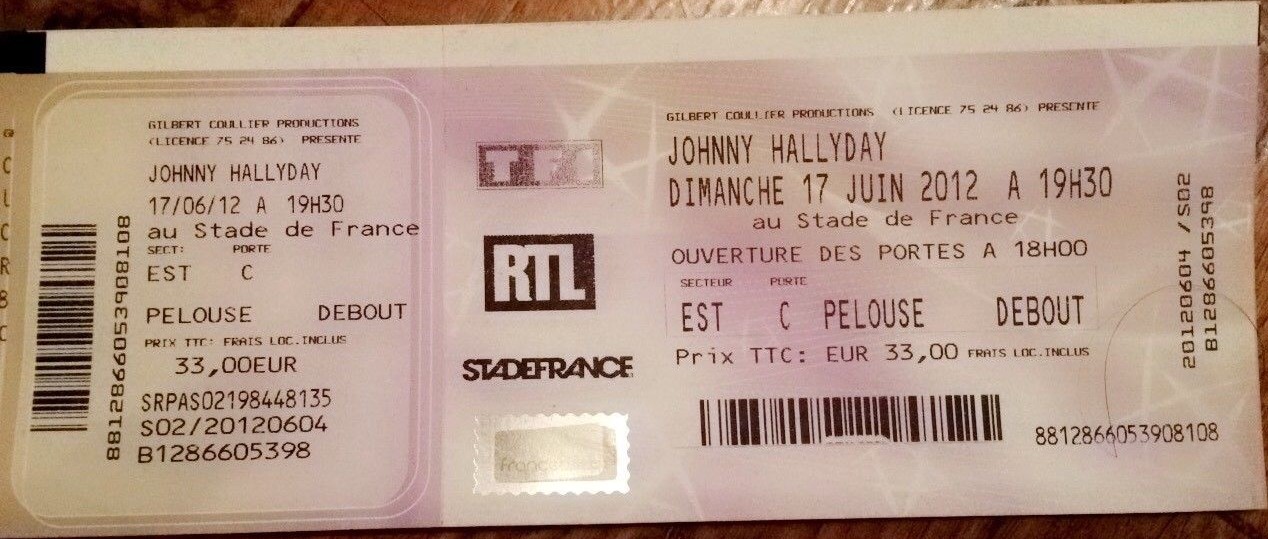 GILBERT COULLIER PRODUCTIONS
(LICENCE 75 24 86) PRESENTE
JOHNNY HALLYDAY
17/06/12 A 19H30
au Stade de France
SECT: PORTE
EST C
PELOUSE DEBOUT
PRIX TTC: FRAIS LOC.INCLUS
33,00EUR
SRPAS02198448135
S02/20120604
B1286605398
8812866053908108
TF1
RTL
STADEFRANCE
GILBERT COULLIER PRODUCTIONS (LICENCE 75 24 86) PRESENTE
JOHNNY HALLYDAY
DIMANCHE 17 JUIN 2012 A 19H30
au Stade de France
OUVERTURE DES PORTES A 18H00
SECTEUR PORTE
EST C PELOUSE DEBOUT
Prix TTC: EUR 33,00 FRAIS LOC.INCLUS
8812866053908108
20120604 /S02
B1286605398